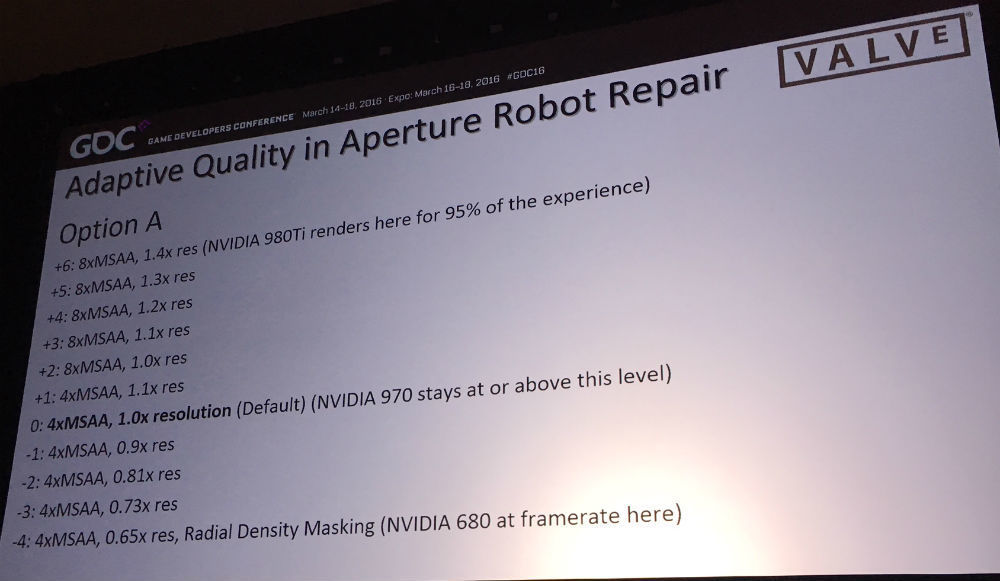 GDC GAME DEVELOPERS CONFERENCE March 14–18, 2016 · Expo: March 16–18, 2016 #GDC16
VALVE®
Adaptive Quality in Aperture Robot Repair
Option A
+6: 8xMSAA, 1.4x res (NVIDIA 980Ti renders here for 95% of the experience)
+5: 8xMSAA, 1.3x res
+4: 8xMSAA, 1.2x res
+3: 8xMSAA, 1.1x res
+2: 8xMSAA, 1.0x res
+1: 4xMSAA, 1.1x res
0: 4xMSAA, 1.0x resolution (Default) (NVIDIA 970 stays at or above this level)
-1: 4xMSAA, 0.9x res
-2: 4xMSAA, 0.81x res
-3: 4xMSAA, 0.73x res
-4: 4xMSAA, 0.65x res, Radial Density Masking (NVIDIA 680 at framerate here)